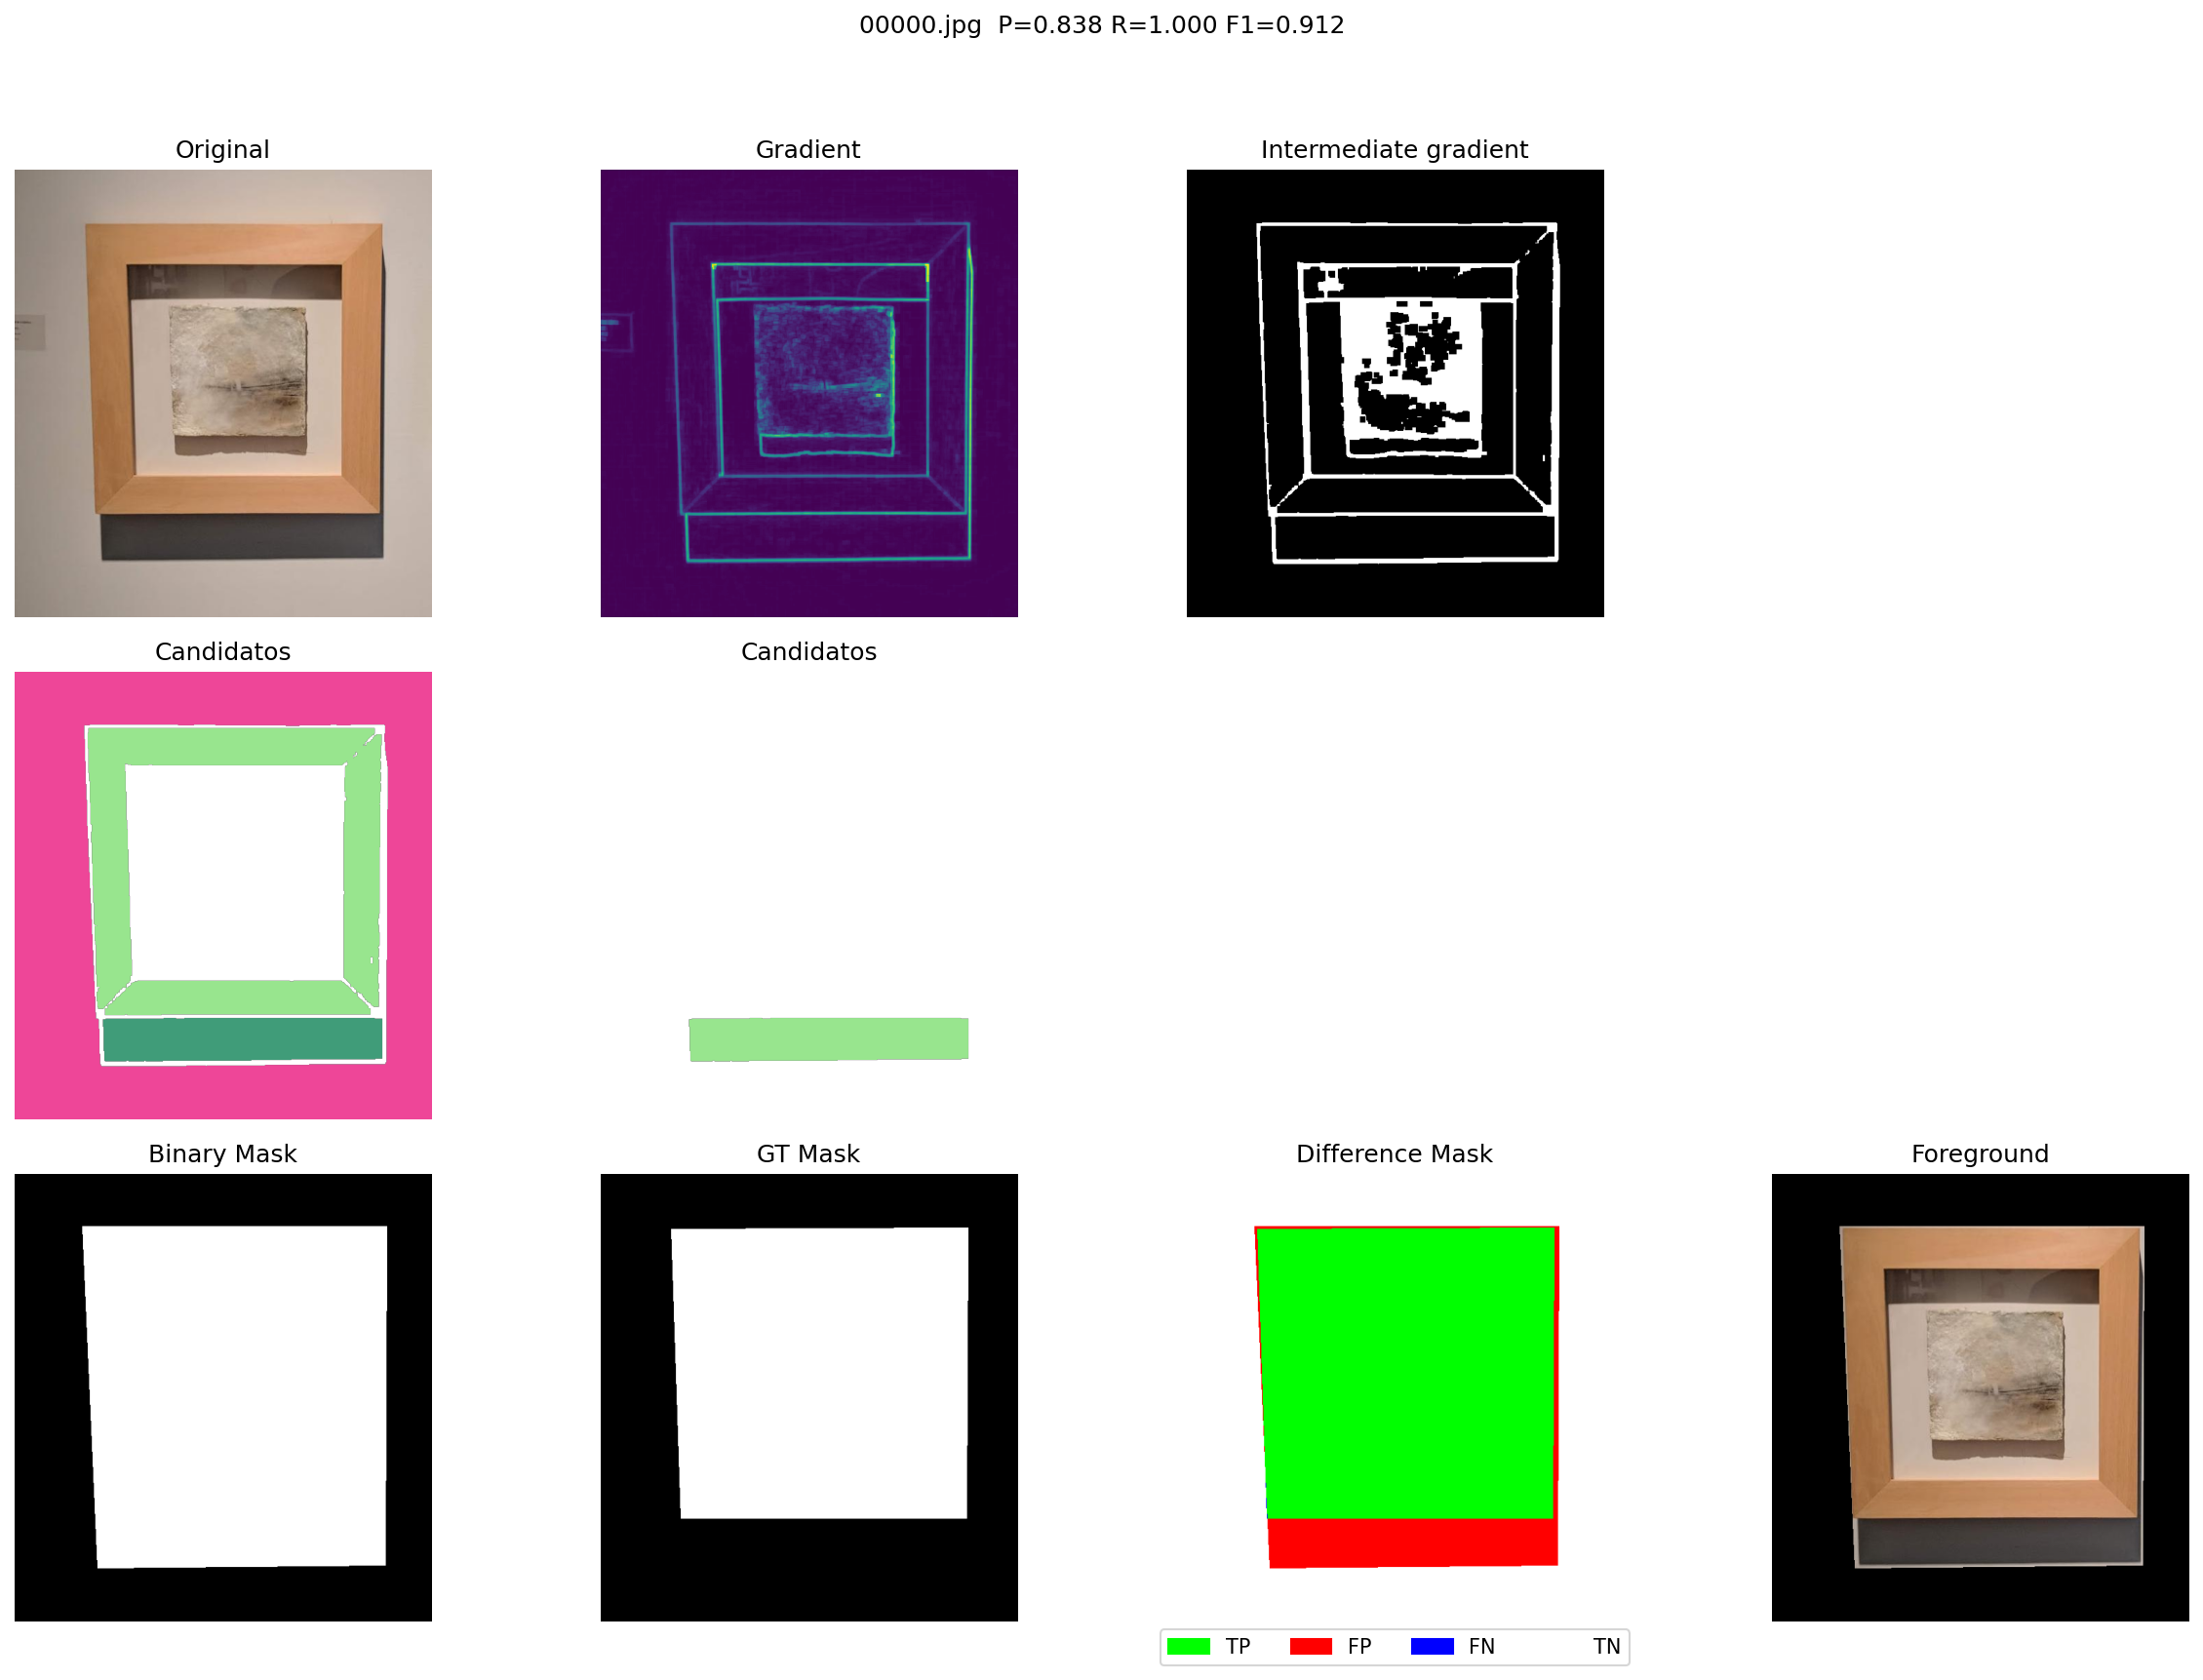 00000.jpg  P=0.838 R=1.000 F1=0.912
Original
Gradient
Intermediate gradient
Candidatos
Candidatos
Binary Mask
GT Mask
Difference Mask
Foreground
TP
FP
FN
TN